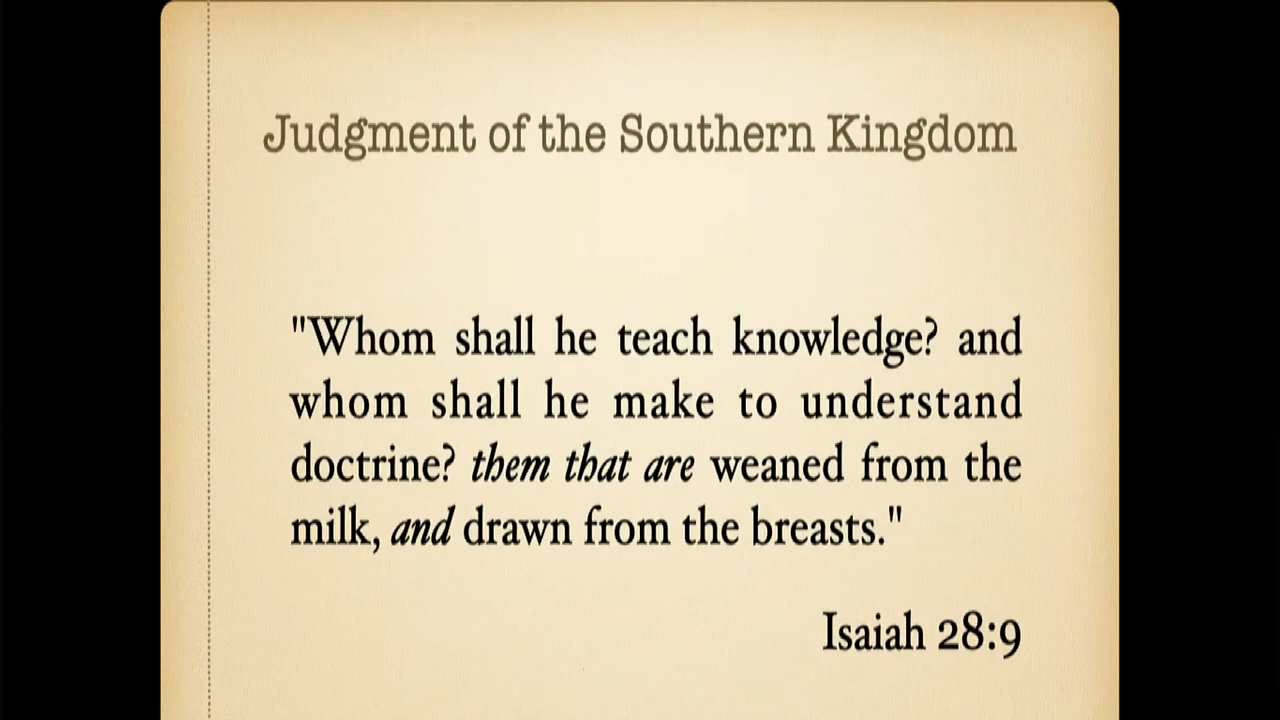 Judgment of the Southern Kingdom
"Whom shall he teach knowledge? and
whom shall he make to understand
doctrine? them that are weaned from the
milk, and drawn from the breasts."
Isaiah 28:9